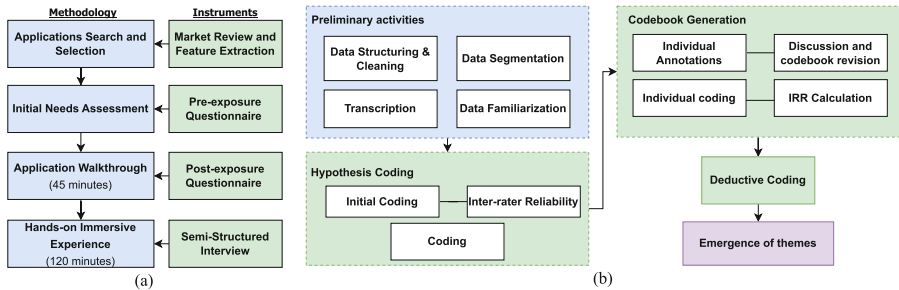 Methodology
Instruments
Applications Search and
Selection
Market Review and
Feature Extraction
Initial Needs Assessment
Pre-exposure
Questionnaire
Application Walkthrough
(45 minutes)
Post-exposure
Questionnaire
Hands-on Immersive
Experience
(120 minutes)
Semi-Structured
Interview
(a)
Preliminary activities
Data Structuring &
Cleaning
Data Segmentation
Transcription
Data Familiarization
Hypothesis Coding
Initial Coding
Inter-rater Reliability
Coding
Codebook Generation
Individual
Annotations
Discussion and
codebook revision
Individual coding
IRR Calculation
Deductive Coding
Emergence of themes
(b)